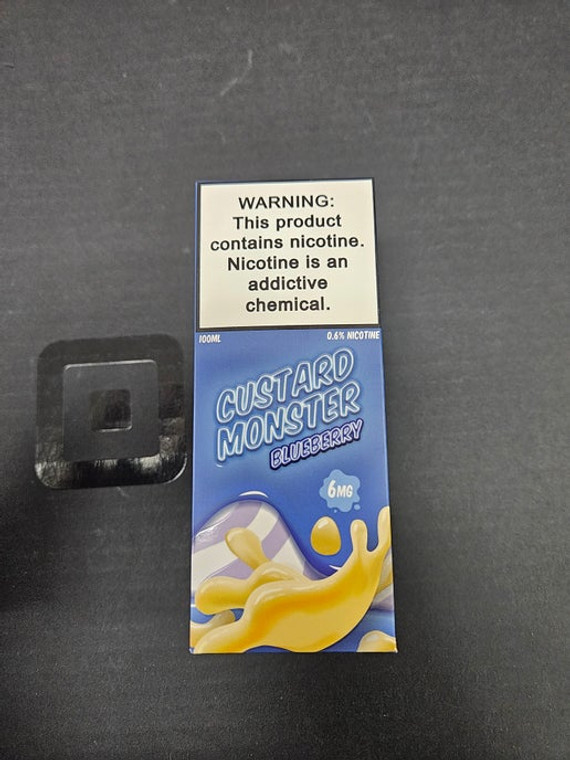 WARNING:
This product
contains nicotine.
Nicotine is an
addictive
chemical.
100ML 0.6% NICOTINE
CUSTARD
MONSTER
BLUEBERRY
6MG